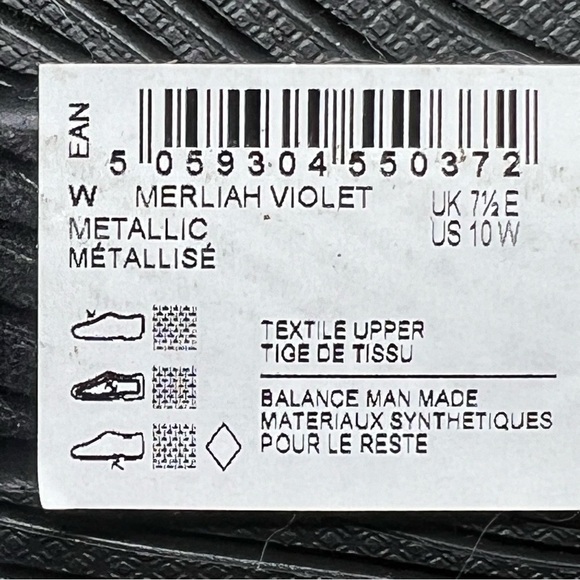 EAN
5 059304 550372
W MERLIAH VIOLET
UK 7½ E
METALLIC
US 10 W
MÉTALLISÉ
TEXTILE UPPER
TIGE DE TISSU
BALANCE MAN MADE
MATERIAUX SYNTHETIQUES
POUR LE RESTE